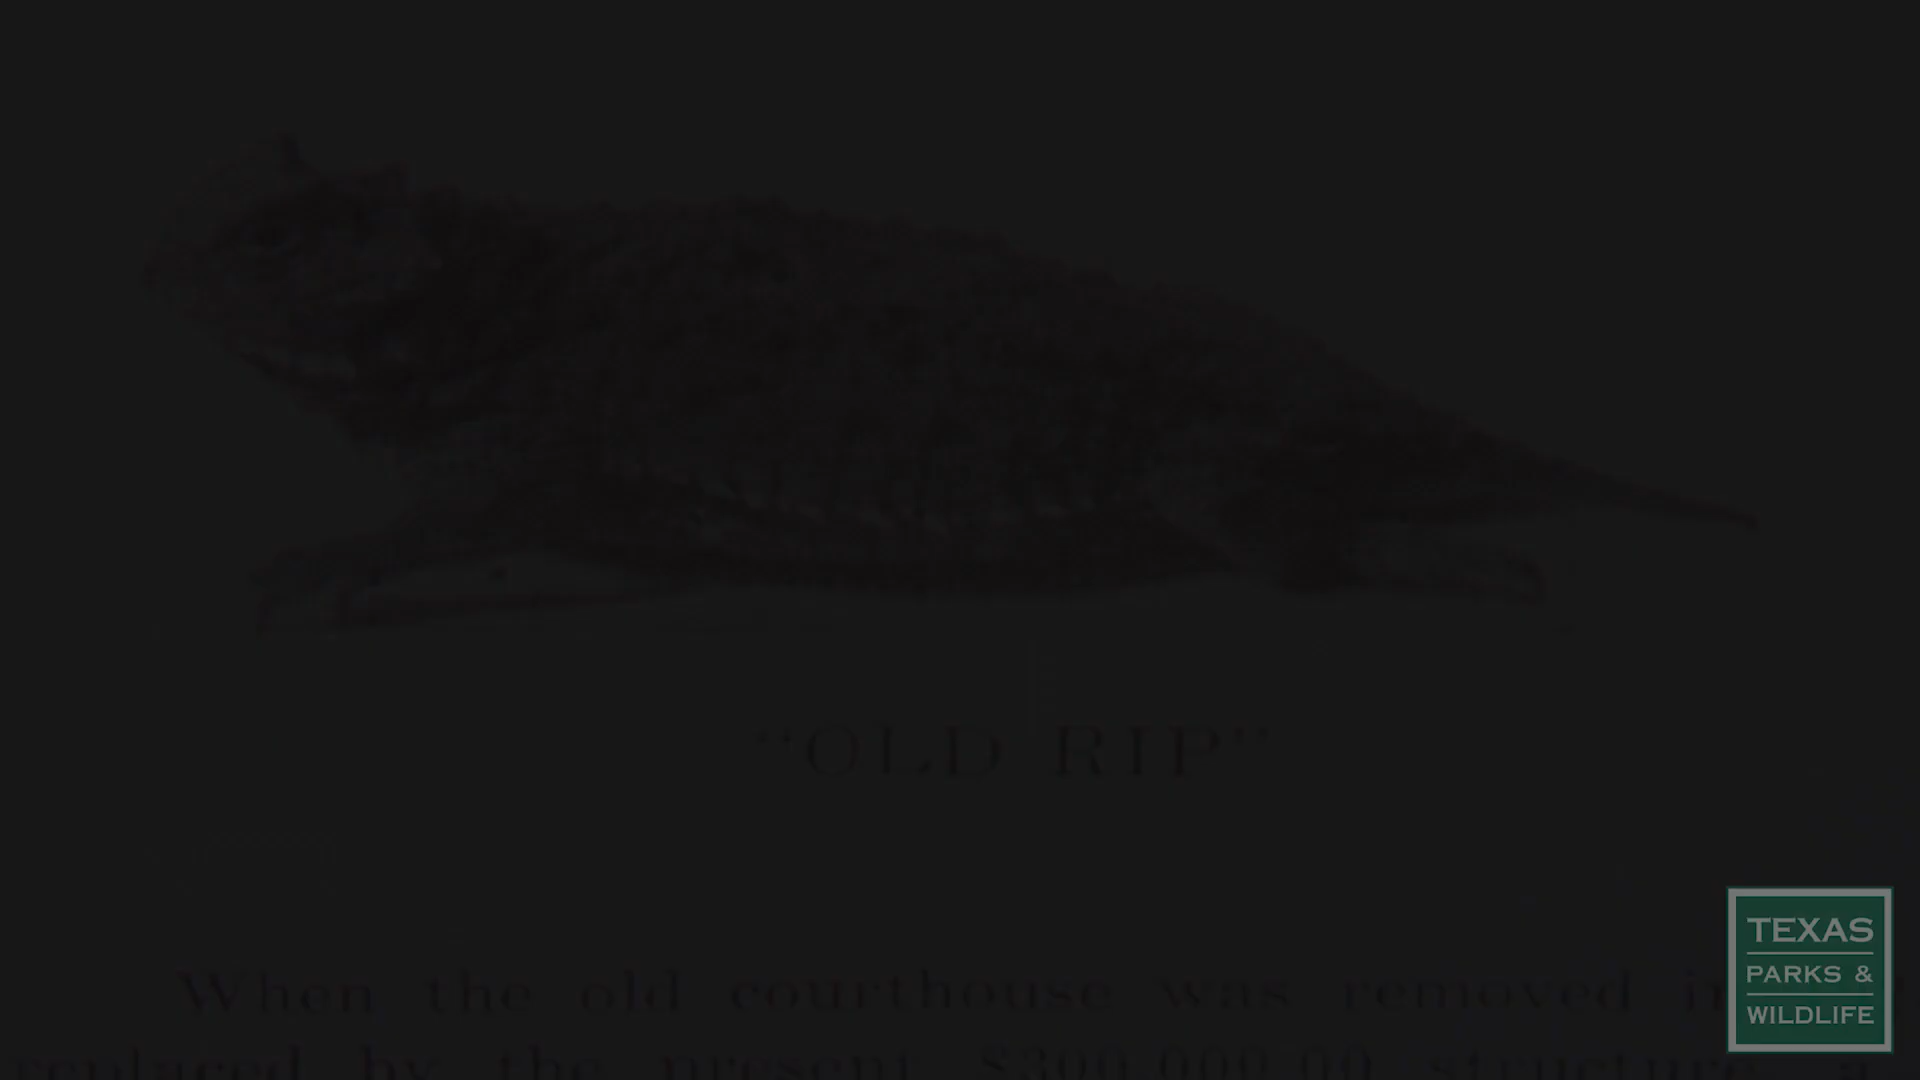 "OLD RIP"
When the old courthouse was removed in
replaced by the present $300,000.00 structure, a
TEXAS
PARKS &
WILDLIFE